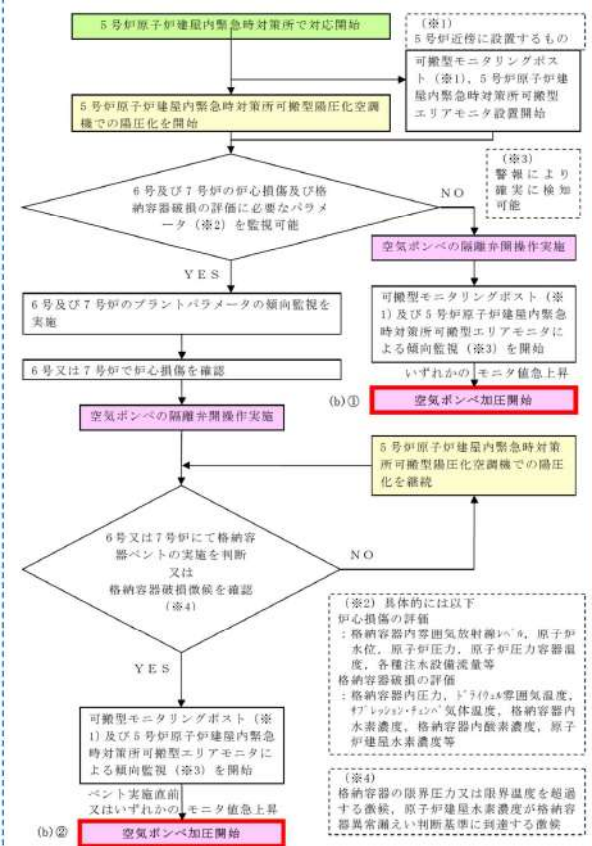 5号炉原子炉建屋内緊急時対策所で対応開始
(※1)
5号炉近傍に設置するもの
可搬型モニタリングポス
ト(※1)、5号炉原子炉建
屋内緊急時対策所可搬型
エリアモニタ設置開始
5号炉原子炉建屋内緊急時対策所可搬型陽圧化空調
機での陽圧化を開始
(※3)
警報により
確実に検知
可能
6号及び7号炉の炉心損傷及び格
納容器破損の評価に必要なパラメ
ータ(※2)を監視可能
NO
空気ボンベの隔離弁開操作実施
YES
6号及び7号炉のプラントパラメータの傾向監視を
実施
可搬型モニタリングポスト(※
1)及び5号炉原子炉建屋内緊急
時対策所可搬型エリアモニタに
よる傾向監視(※3)を開始
6号又は7号炉で炉心損傷を確認
いずれかのモニタ値急上昇
(b)①
空気ボンベ加圧開始
空気ボンベの隔離弁開操作実施
5号炉原子炉建屋内緊急時対策
所可搬型陽圧化空調機での陽圧
化を継続
6号又は7号炉にて格納容
器ベントの実施を判断
又は
格納容器破損徴候を確認
(※4)
NO
YES
(※2)具体的には以下
炉心損傷の評価
:格納容器内雰囲気放射線レベル、原子炉
水位、原子炉圧力、原子炉圧力容器温
度、各種注水設備流量等
格納容器破損の評価
:格納容器内圧力、ドライウェル雰囲気温度、
サプレッション・チェンバ気体温度、格納容器内
水素濃度、格納容器内酸素濃度、原子
炉建屋水素濃度等
可搬型モニタリングポスト(※
1)及び5号炉原子炉建屋内緊急
時対策所可搬型エリアモニタに
よる傾向監視(※3)を開始
ベント実施直前
又はいずれかのモニタ値急上昇
(b)②
空気ボンベ加圧開始
(※4)
格納容器の限界圧力又は限界温度を超過
する徴候、原子炉建屋水素濃度が格納容
器異常漏えい判断基準に到達する徴候